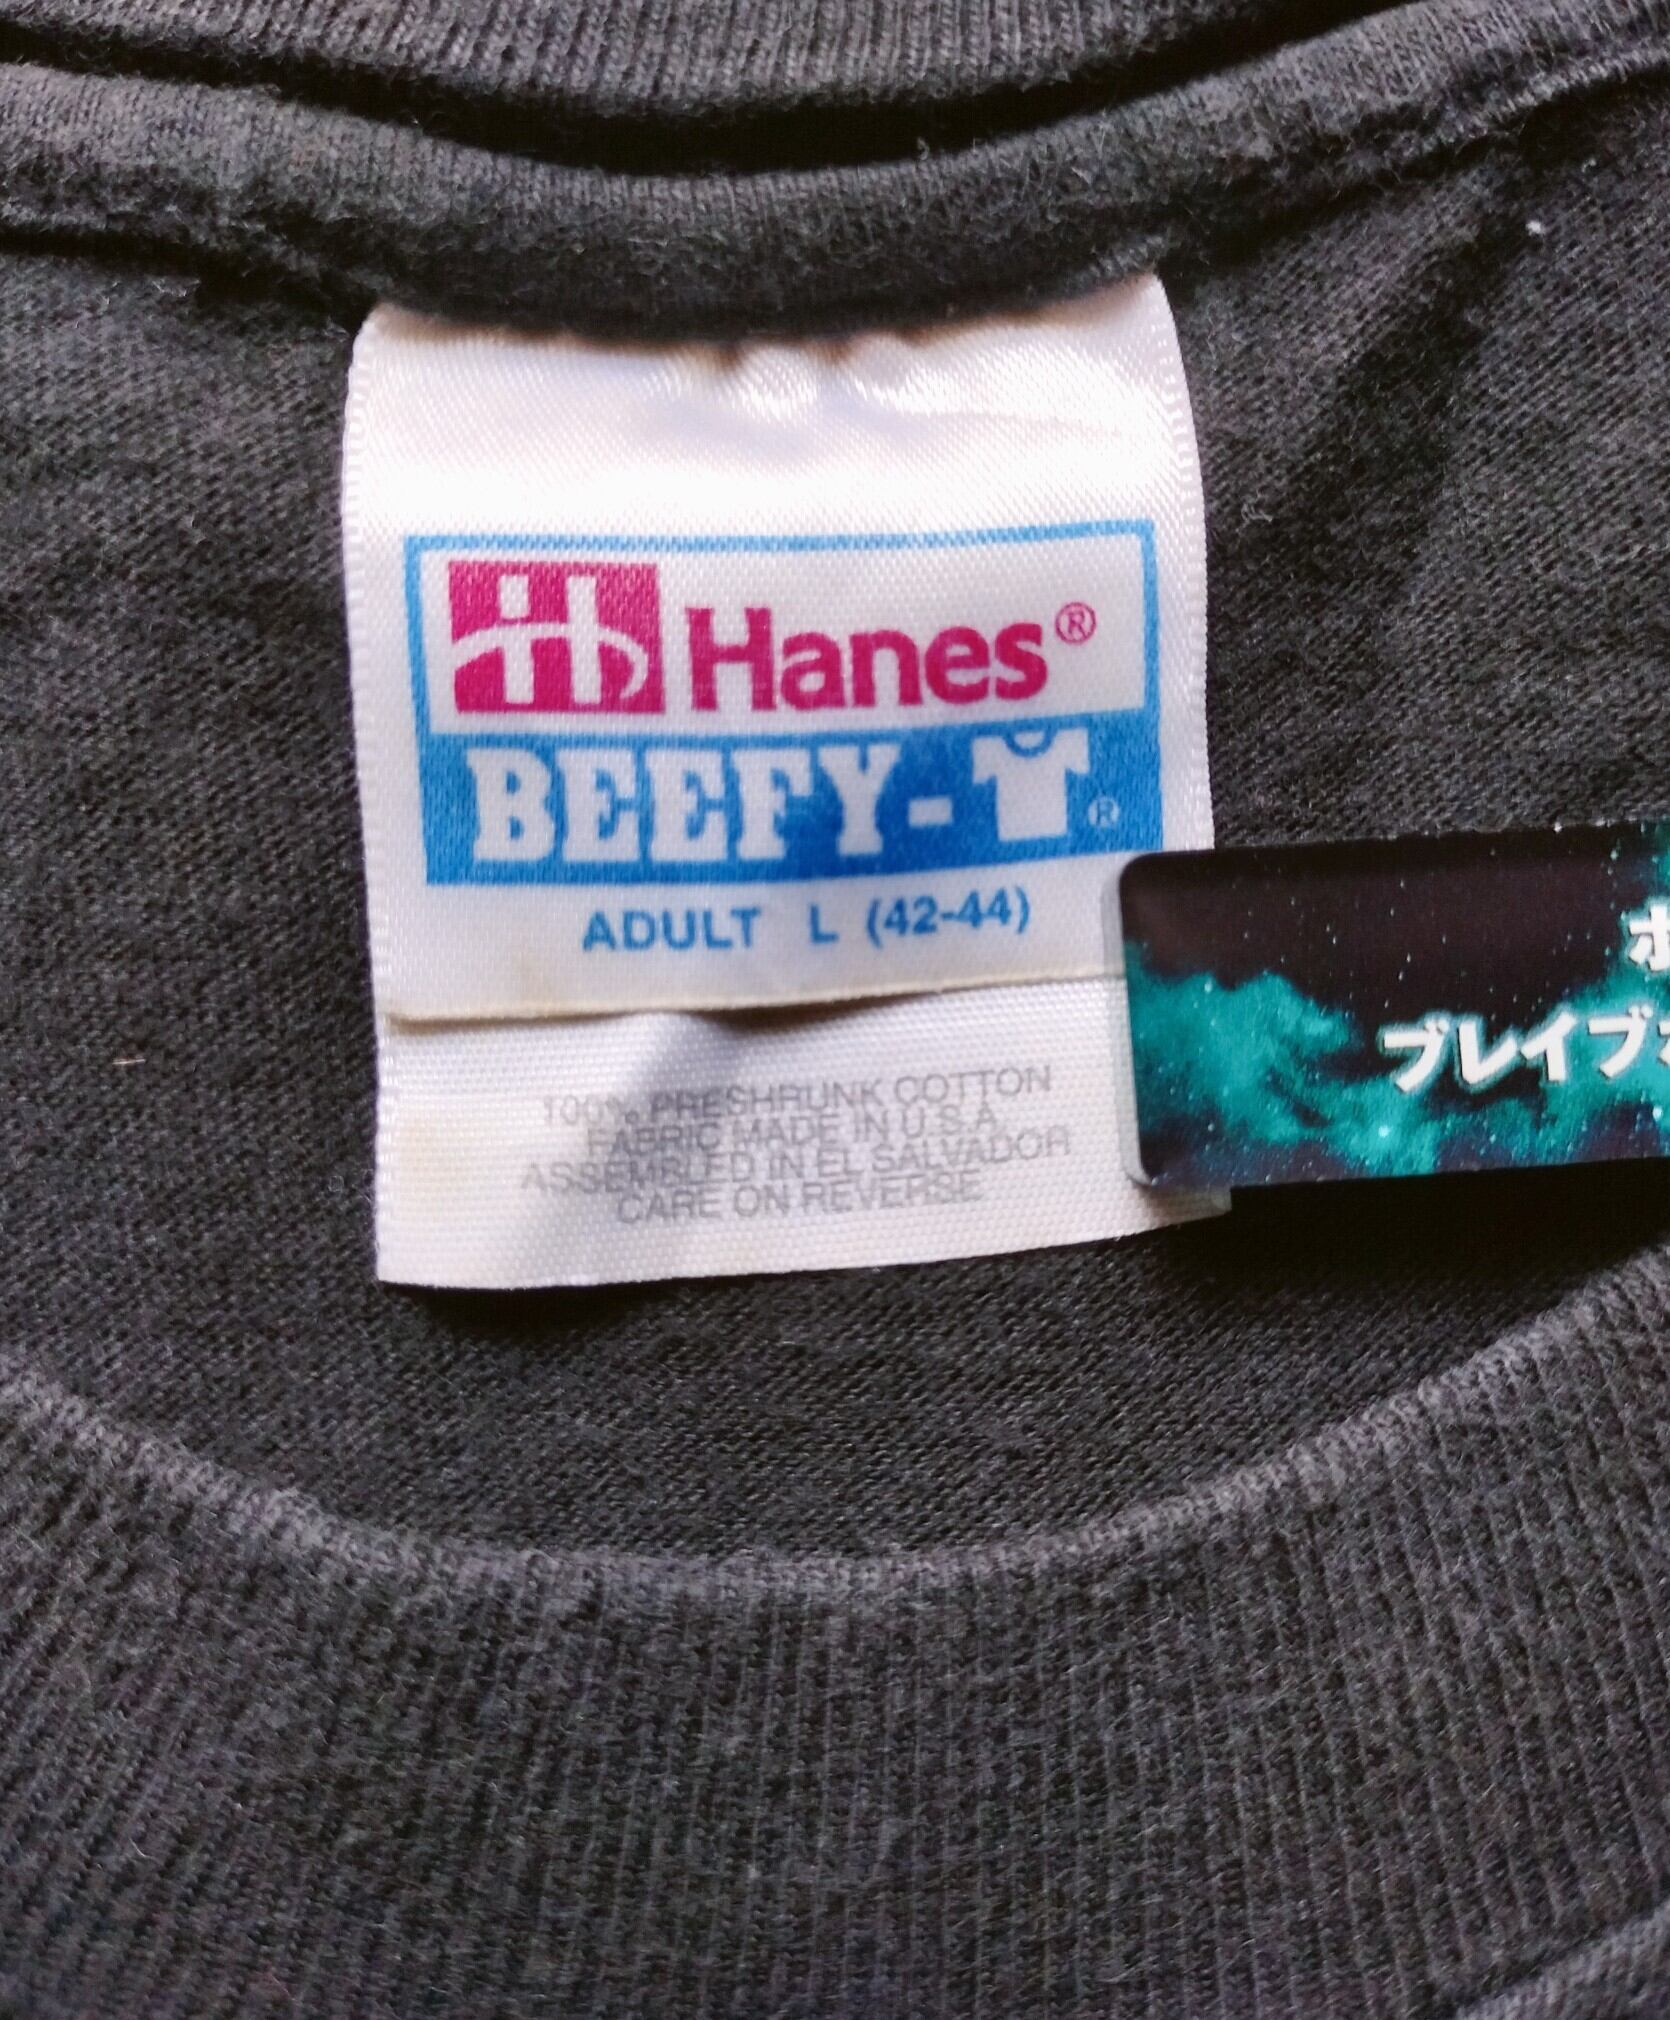 Hanes®
BEEFY-T®
ADULT L (42-44)
100% PRESHRUNK COTTON
FABRIC MADE IN U.S.A.
ASSEMBLED IN EL SALVADOR
CARE ON REVERSE
ブレイブ